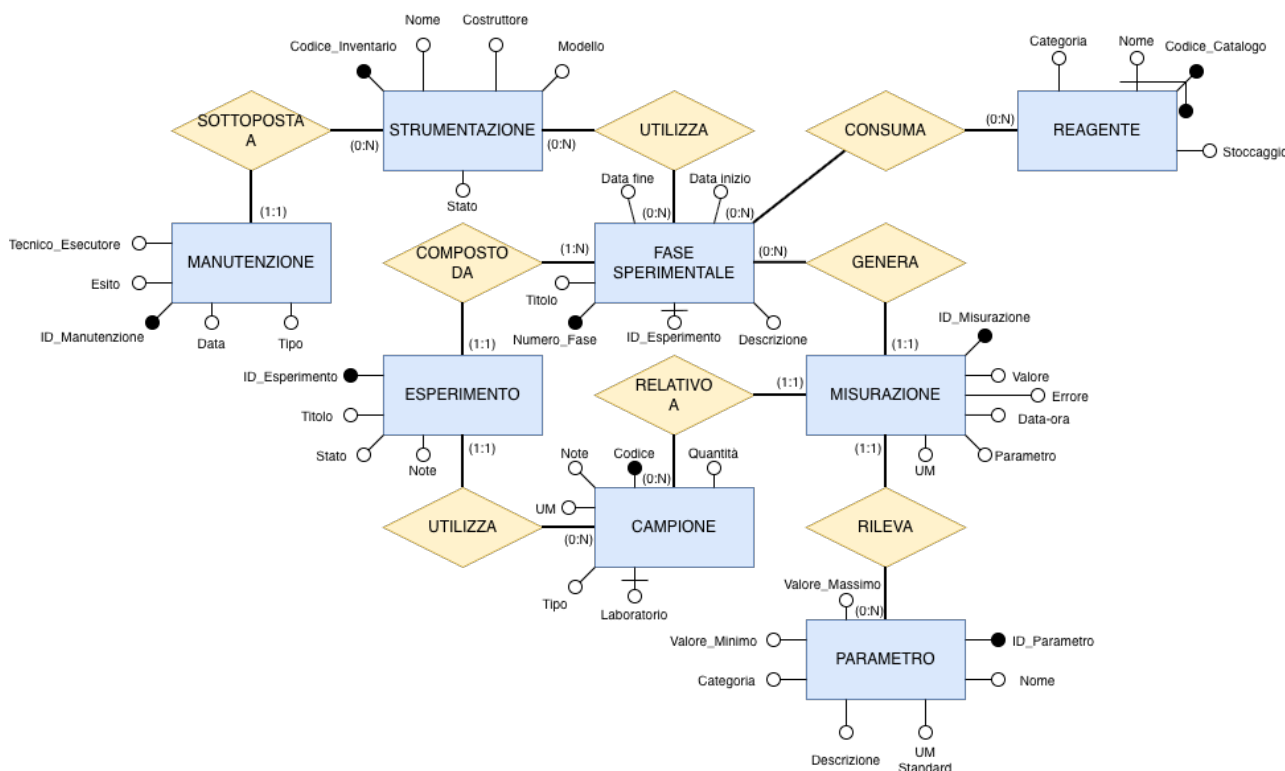 Nome
Costruttore
Codice_Inventario
Modello
Categoria
Nome
Codice_Catalogo
SOTTOPOSTA
A
(0:N)
STRUMENTAZIONE
(0:N)
UTILIZZA
CONSUMA
(0:N)
REAGENTE
Stoccaggio
Stato
Data fine
Data inizio
(1:1)
(0:N)
(0:N)
Tecnico_Esecutore
MANUTENZIONE
Esito
ID_Manutenzione
Data
Tipo
COMPOSTO
DA
(1:N)
FASE
SPERIMENTALE
(0:N)
GENERA
Titolo
Numero_Fase
ID_Esperimento
Descrizione
(1:1)
(1:1)
ID_Misurazione
ID_Esperimento
ESPERIMENTO
Titolo
Stato
Note
(1:1)
RELATIVO
A
(1:1)
MISURAZIONE
Valore
Errore
Data-ora
Parametro
UM
(1:1)
Note
Codice
Quantità
(0:N)
UM
UTILIZZA
(0:N)
CAMPIONE
Tipo
Laboratorio
RILEVA
Valore_Massimo
(0:N)
Valore_Minimo
PARAMETRO
ID_Parametro
Categoria
Nome
Descrizione
UM
Standard